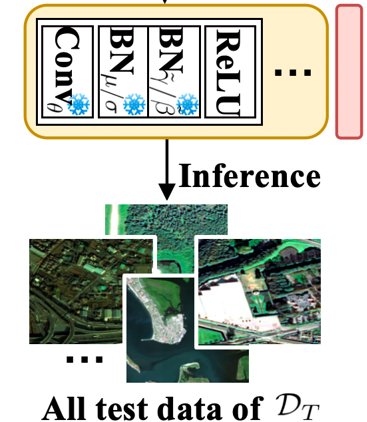 Conv θ
BN μ/σ
BN γ̃/β̃
ReLU
...
Inference
...
All test data of 𝒟_T